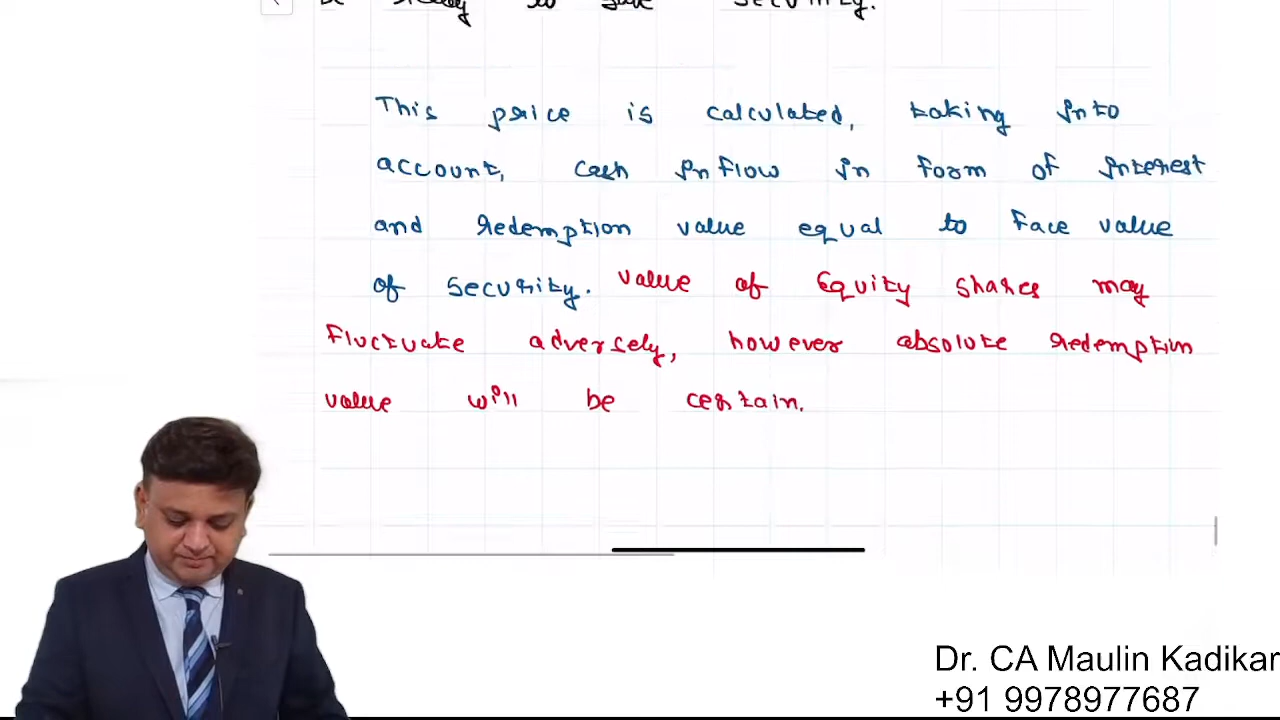 security.
This price is calculated, taking into
account, cash inflow in form of interest
and redemption value equal to face value
of security. value of Equity shares may
fluctuate adversely, however absolute redemption
value will be certain.
Dr. CA Maulin Kadikar
+91 9978977687